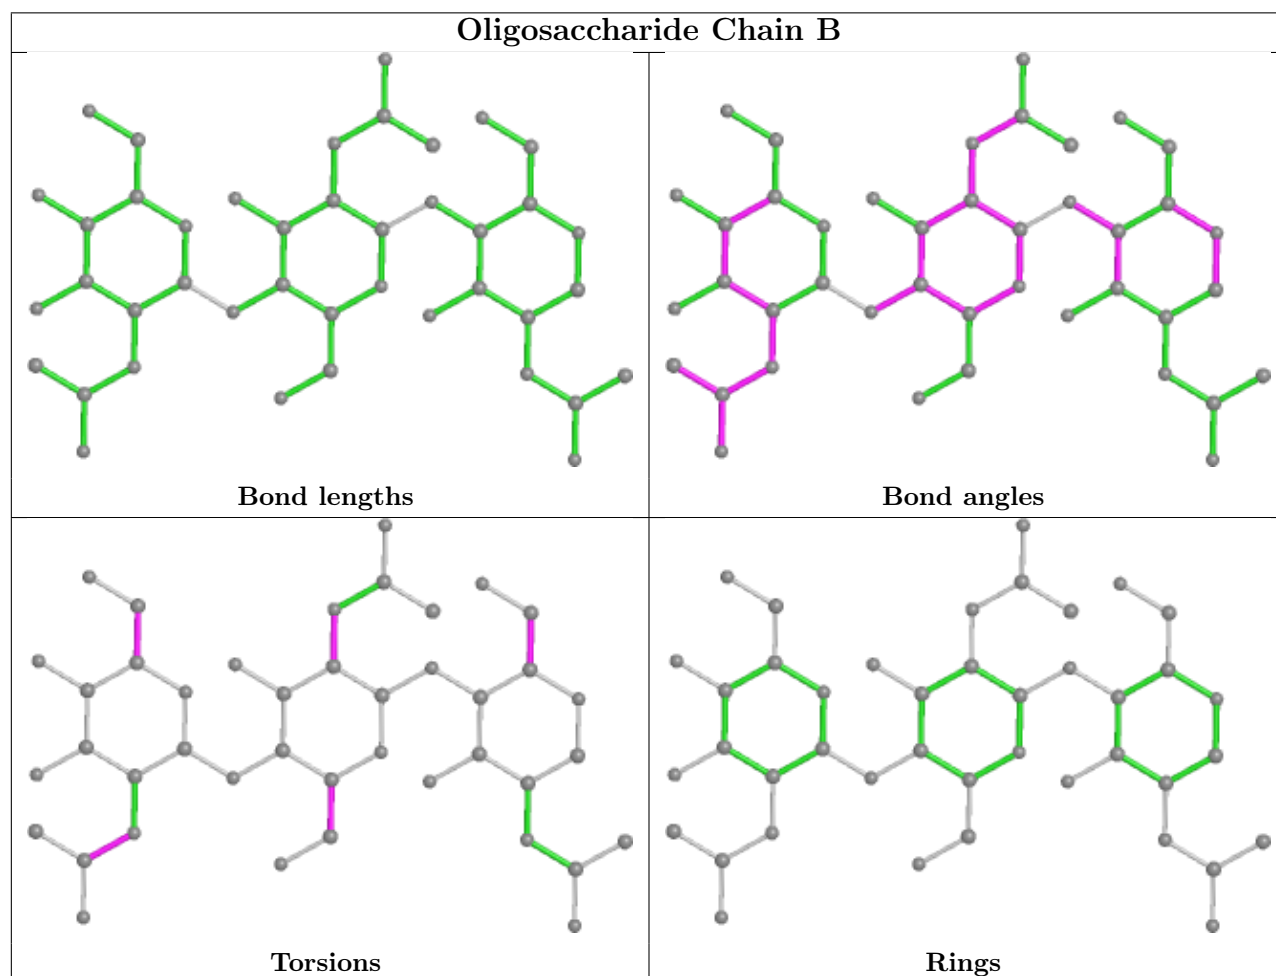 Oligosaccharide Chain B
Bond lengths
Bond angles
Torsions
Rings